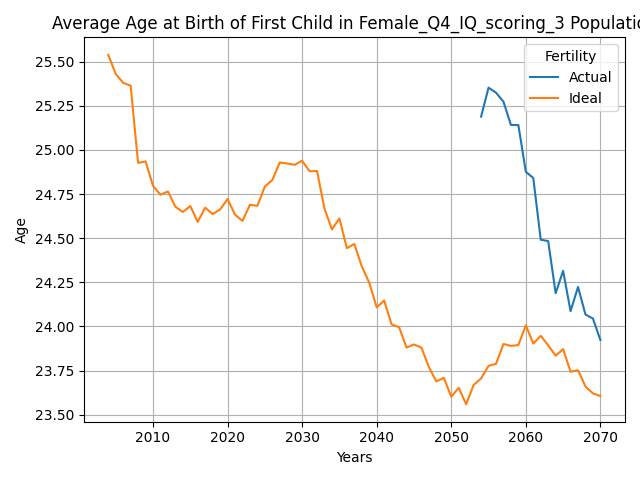 Average Age at Birth of First Child in Female_Q4_IQ_scoring_3 Populatio
Fertility
Actual
Ideal
25.50
25.25
25.00
24.75
24.50
24.25
24.00
23.75
23.50
Age
2010
2020
2030
2040
2050
2060
2070
Years